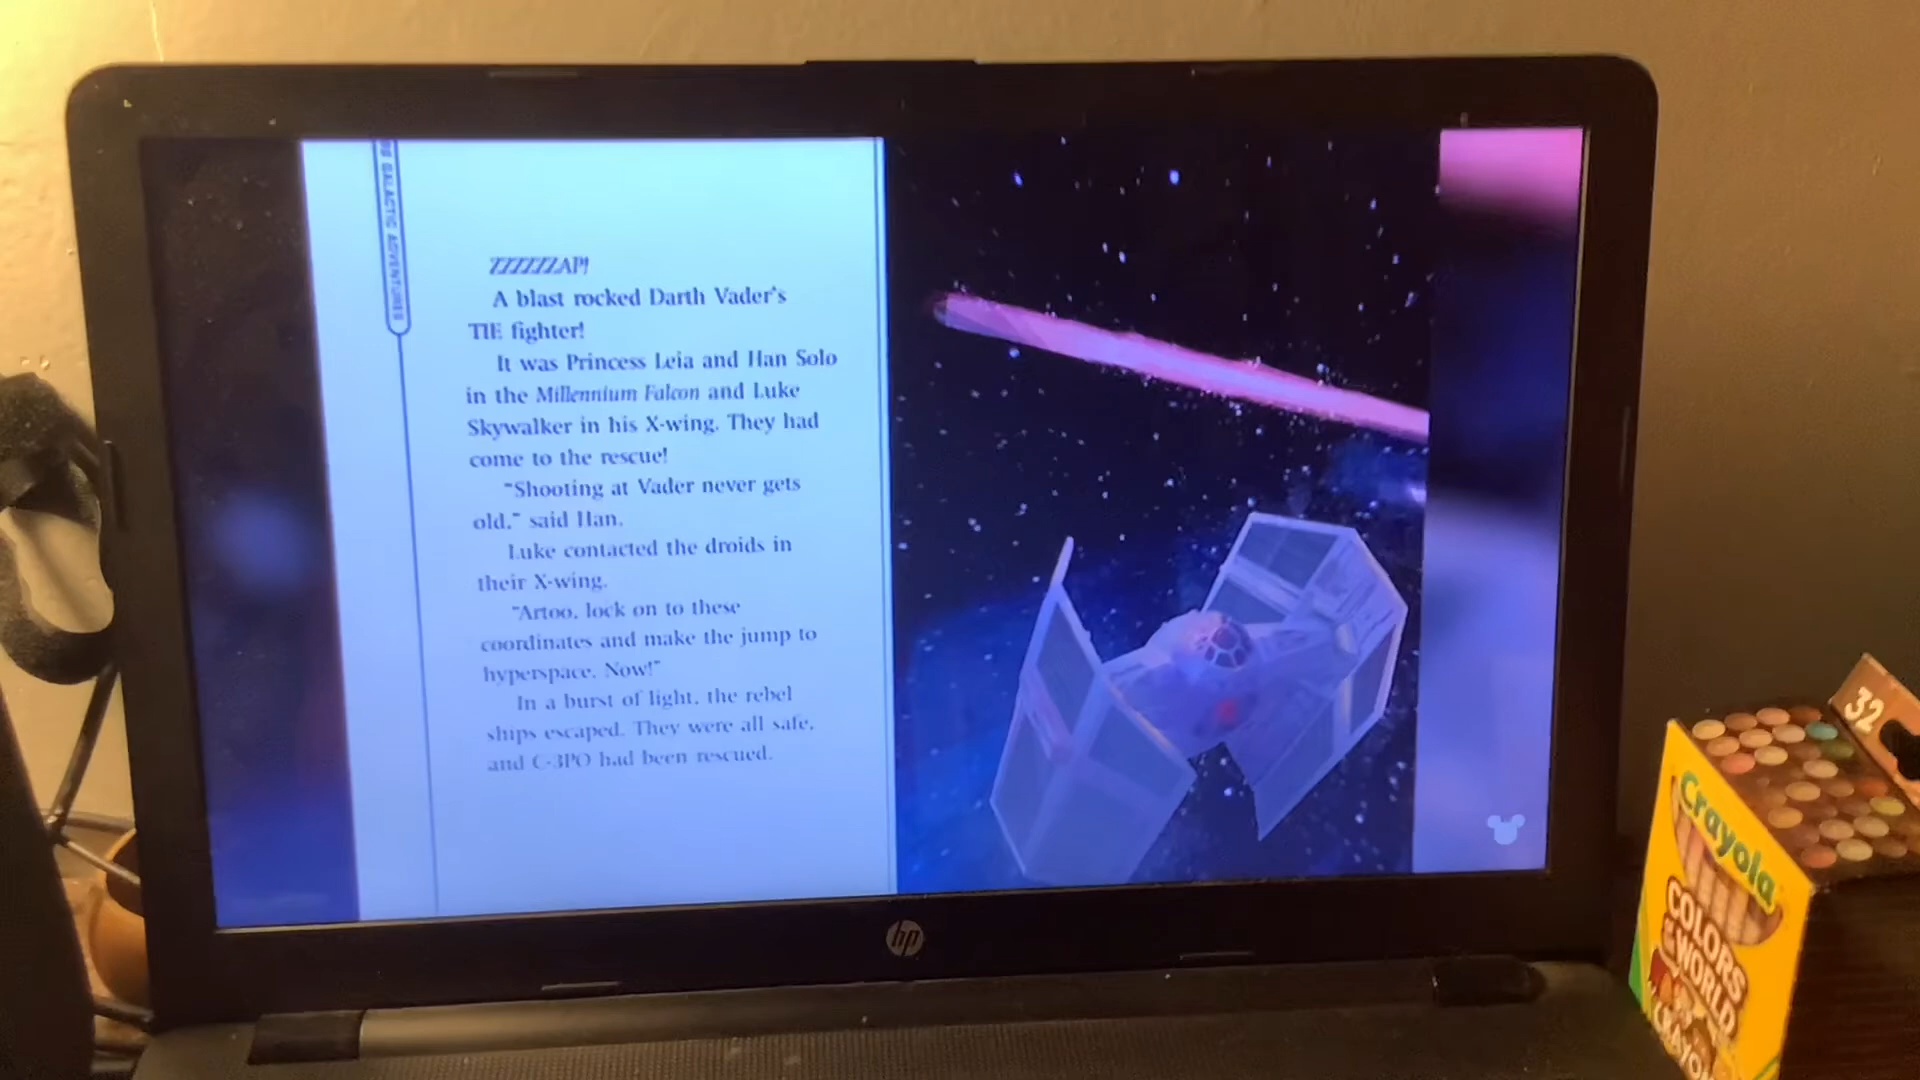 GALACTIC ADVENTURES
ZZZZZZAP!
A blast rocked Darth Vader's
TIE fighter!
It was Princess Leia and Han Solo
in the Millennium Falcon and Luke
Skywalker in his X-wing. They had
come to the rescue!
"Shooting at Vader never gets
old," said Han.
Luke contacted the droids in
their X-wing.
"Artoo, lock on to these
coordinates and make the jump to
hyperspace. Now!"
In a burst of light, the rebel
ships escaped. They were all safe,
and C-3PO had been rescued.
hp
32
Crayola
COLORS
OF THE
WORLD